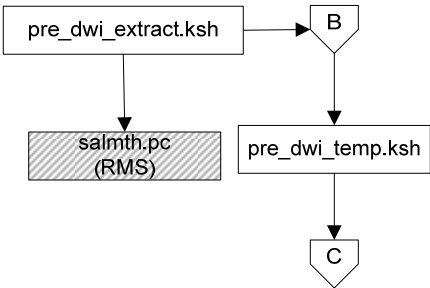 pre_dwi_extract.ksh
B
salmth.pc
(RMS)
pre_dwi_temp.ksh
C